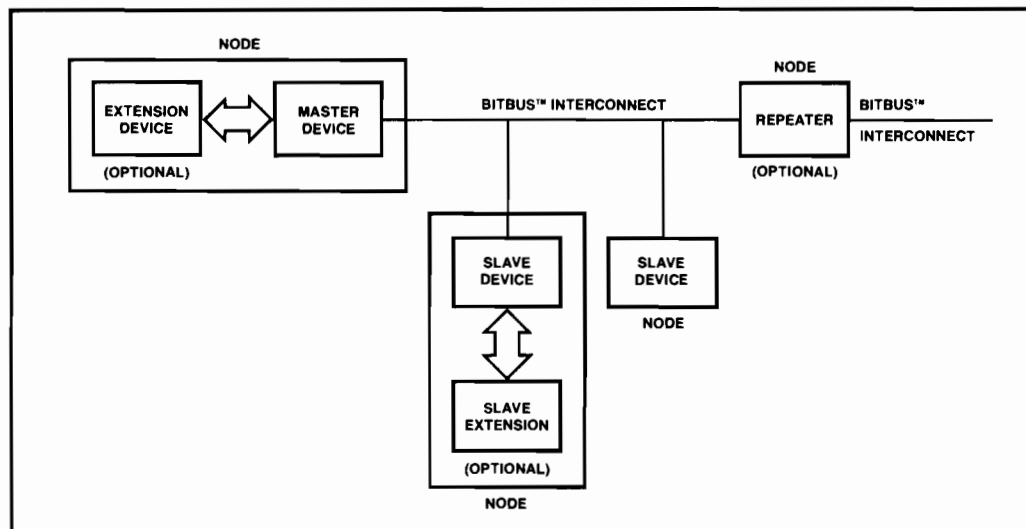 NODE
EXTENSION
DEVICE
(OPTIONAL)
MASTER
DEVICE
BITBUS™ INTERCONNECT
NODE
REPEATER
(OPTIONAL)
BITBUS™
INTERCONNECT
SLAVE
DEVICE
SLAVE
EXTENSION
(OPTIONAL)
NODE
SLAVE
DEVICE
NODE